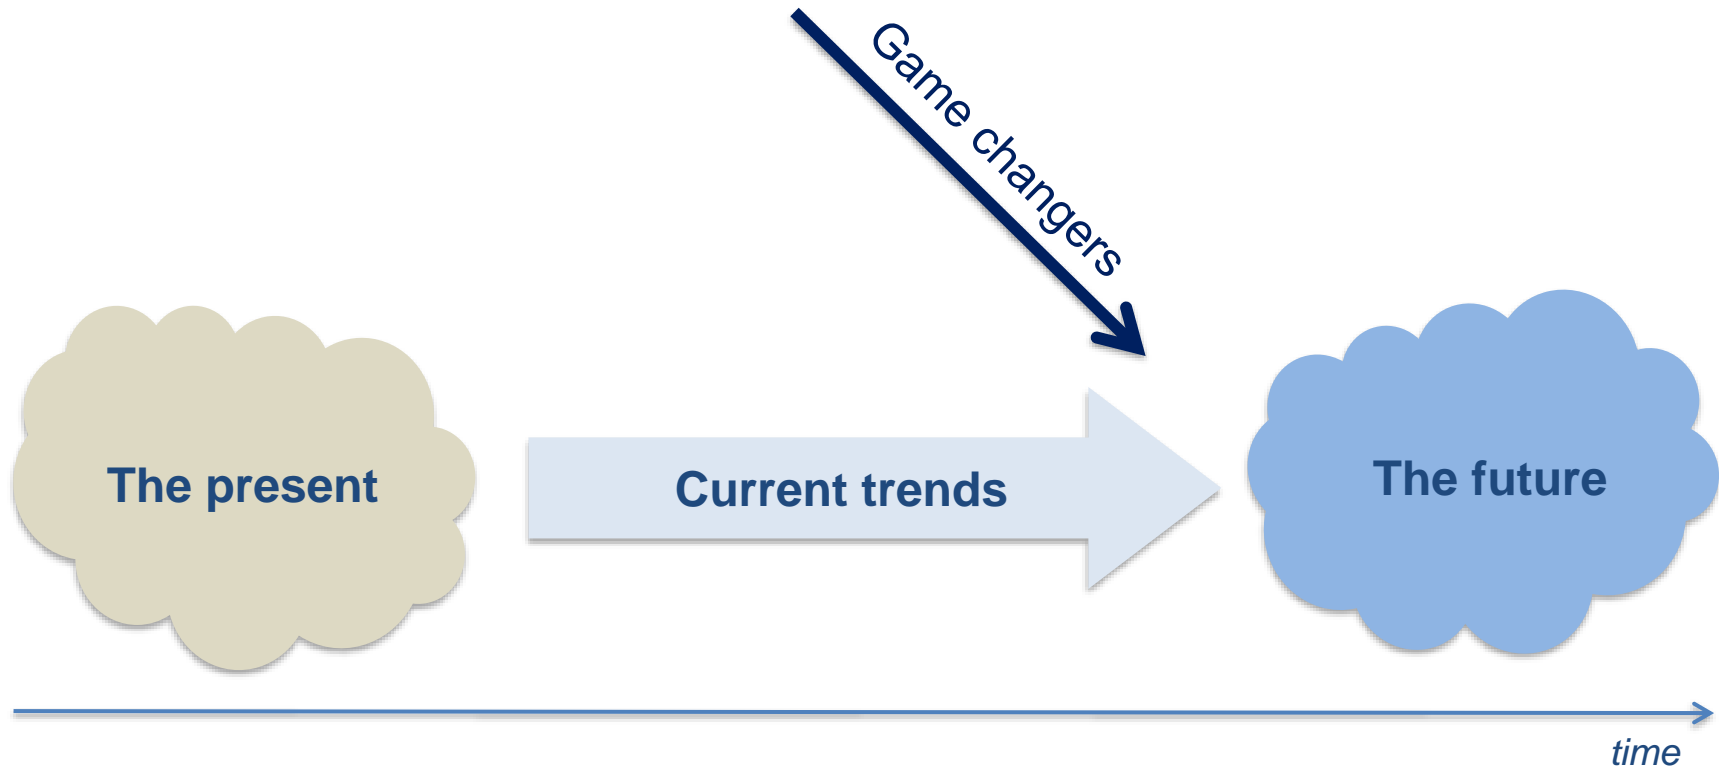 Game changers
The present
Current trends
The future
time